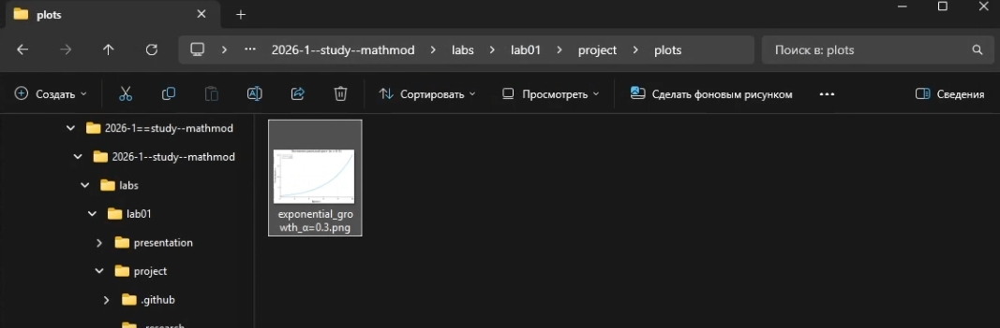 plots
2026-1--study--mathmod
labs
lab01
project
plots
Поиск в: plots
Создать
Сортировать
Просмотреть
Сделать фоновым рисунком
Сведения
2026-1==study--mathmod
2026-1--study--mathmod
labs
lab01
presentation
project
.github
_research
exponential_gro
wth_α=0.3.png